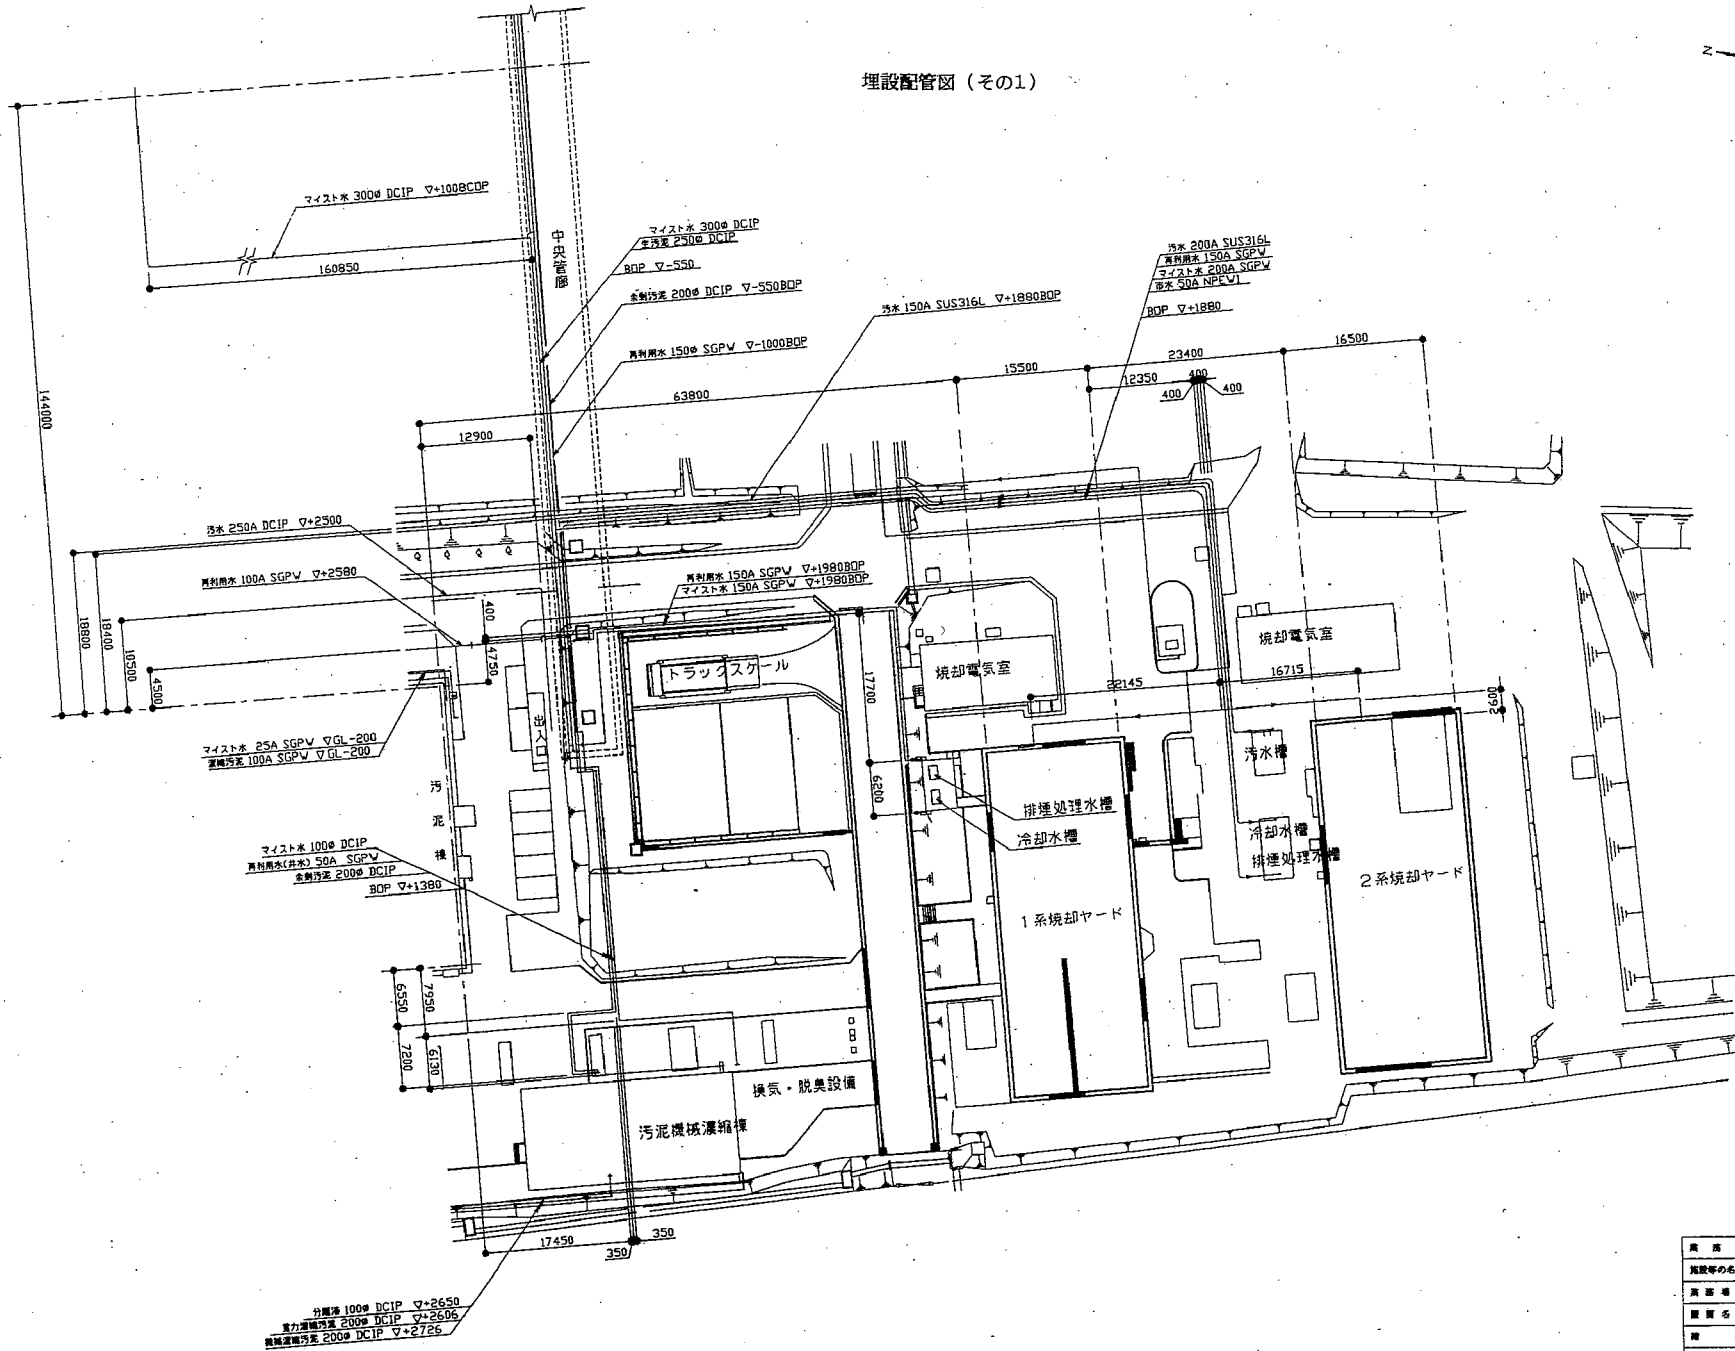 埋設配管図（その1）
Z
マイスト水 300φ DCIP ▽+1008CDP
160850
144000
中央管廊
マイスト水 300φ DCIP
生汚泥 250φ DCIP
BOP ▽-550
余剰汚泥 200φ DCIP ▽-550BOP
再利用水 150φ SGPW ▽-1000BOP
汚水 150A SUS316L ▽+1880BOP
汚水 200A SUS316L
再利用水 150A SGPW
マイスト水 200A SGPW
市水 50A NPEW1
BOP ▽+1880
63800
15500
23400
16500
12350
400
400
400
12900
汚水 250A DCIP ▽+2500
再利用水 100A SGPW ▽+2580
再利用水 150A SGPW ▽+1980BOP
マイスト水 150A SGPW ▽+1980BOP
18800
18400
10500
4500
400
4750
トラックスケール
17700
6200
焼却電気室
焼却電気室
22145
16715
2600
出入口
マイスト水 25A SGPW ▽GL-200
濃縮汚泥 100A SGPW ▽GL-200
汚泥棟
汚水槽
排煙処理水槽
冷却水槽
冷却水槽
排煙処理水槽
マイスト水 100φ DCIP
再利用水(井水) 50A SGPW
余剰汚泥 200φ DCIP
BOP ▽+1380
1系焼却ヤード
2系焼却ヤード
6550
7950
7200
6130
換気・脱臭設備
汚泥機械濃縮棟
17450
350
350
分離液 100φ DCIP ▽+2650
重力濃縮汚泥 200φ DCIP ▽+2606
機械濃縮汚泥 200φ DCIP ▽+2726
施設等の名
図面名